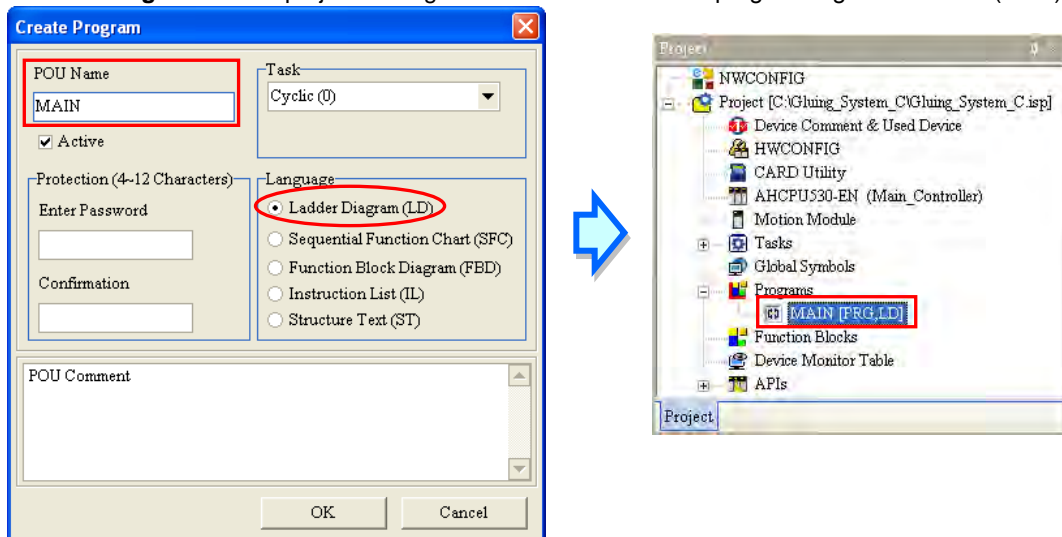 Create Program
POU Name
MAIN
Active
Task
Cyclic (0)
Protection (4~12 Characters)
Enter Password
Confirmation
Language
Ladder Diagram (LD)
Sequential Function Chart (SFC)
Function Block Diagram (FBD)
Instruction List (IL)
Structure Text (ST)
POU Comment
OK
Cancel
Project
NWCONFIG
Project [C:\Gluing_System_C\Gluing_System_C.isp]
Device Comment & Used Device
HWCONFIG
CARD Utility
AHCPU530-EN (Main_Controller)
Motion Module
Tasks
Global Symbols
Programs
MAIN [PRG,LD]
Function Blocks
Device Monitor Table
APIs
Project